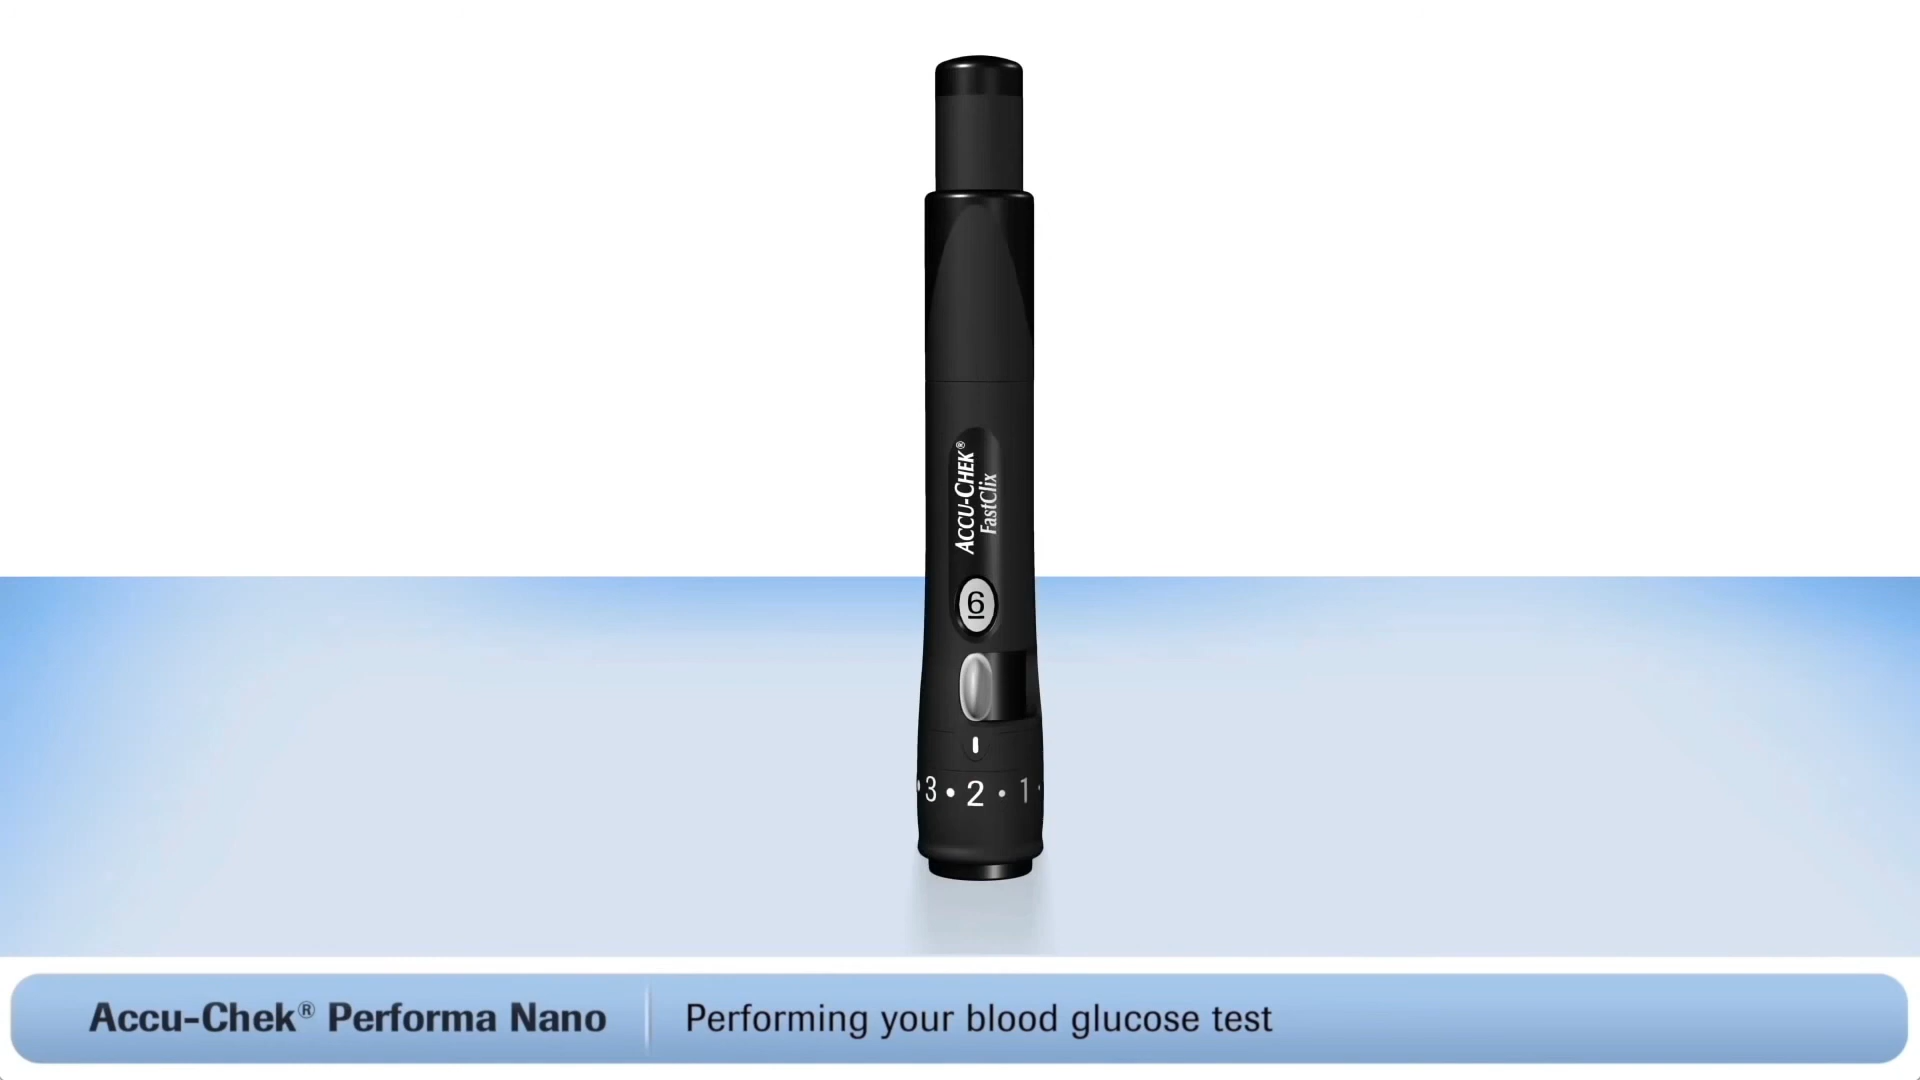 ACCU-CHEK®
FastClix
6
3 • 2 • 1
Accu-Chek® Performa Nano
Performing your blood glucose test